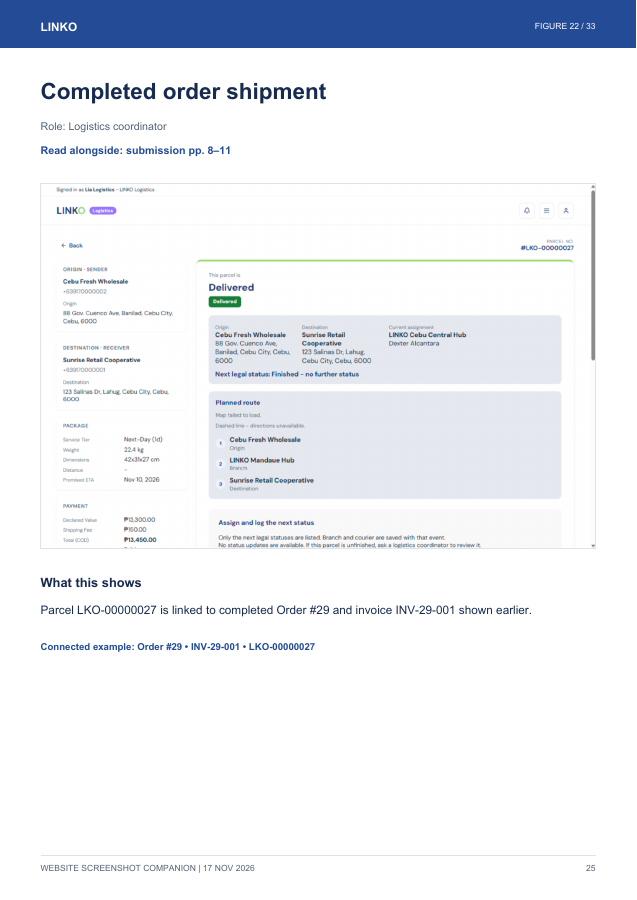 LINKO
FIGURE 22 / 33
Completed order shipment
Role: Logistics coordinator
Read alongside: submission pp. 8–11
Signed in as Lia Logistics - LINKO Logistics
LINKO Logistics
← Back
PARCEL NO.
#LKO-00000027
ORIGIN · SENDER
Cebu Fresh Wholesale
+639170000002
Origin
88 Gov. Cuenco Ave, Banilad, Cebu City,
Cebu, 6000
DESTINATION · RECEIVER
Sunrise Retail Cooperative
+639170000001
Destination
123 Salinas Dr, Lahug, Cebu City, Cebu,
6000
PACKAGE
Service Tier Next-Day (1d)
Weight 22.4 kg
Dimensions 42x31x27 cm
Distance -
Promised ETA Nov 10, 2026
PAYMENT
Declared Value ₱13,300.00
Shipping Fee ₱150.00
Total (COD) ₱13,450.00
This parcel is
Delivered
Delivered
Origin
Cebu Fresh Wholesale
88 Gov. Cuenco Ave,
Banilad, Cebu City, Cebu,
6000
Destination
Sunrise Retail
Cooperative
123 Salinas Dr, Lahug,
Cebu City, Cebu, 6000
Current assignment
LINKO Cebu Central Hub
Dexter Alcantara
Next legal status: Finished - no further status
Planned route
Map failed to load.
Dashed line - directions unavailable.
1 Cebu Fresh Wholesale
Origin
2 LINKO Mandaue Hub
Branch
3 Sunrise Retail Cooperative
Destination
Assign and log the next status
Only the next legal statuses are listed. Branch and courier are saved with that event.
No status updates are available. If this parcel is unfinished, ask a logistics coordinator to review it.
What this shows
Parcel LKO-00000027 is linked to completed Order #29 and invoice INV-29-001 shown earlier.
Connected example: Order #29 • INV-29-001 • LKO-00000027
WEBSITE SCREENSHOT COMPANION | 17 NOV 2026
25